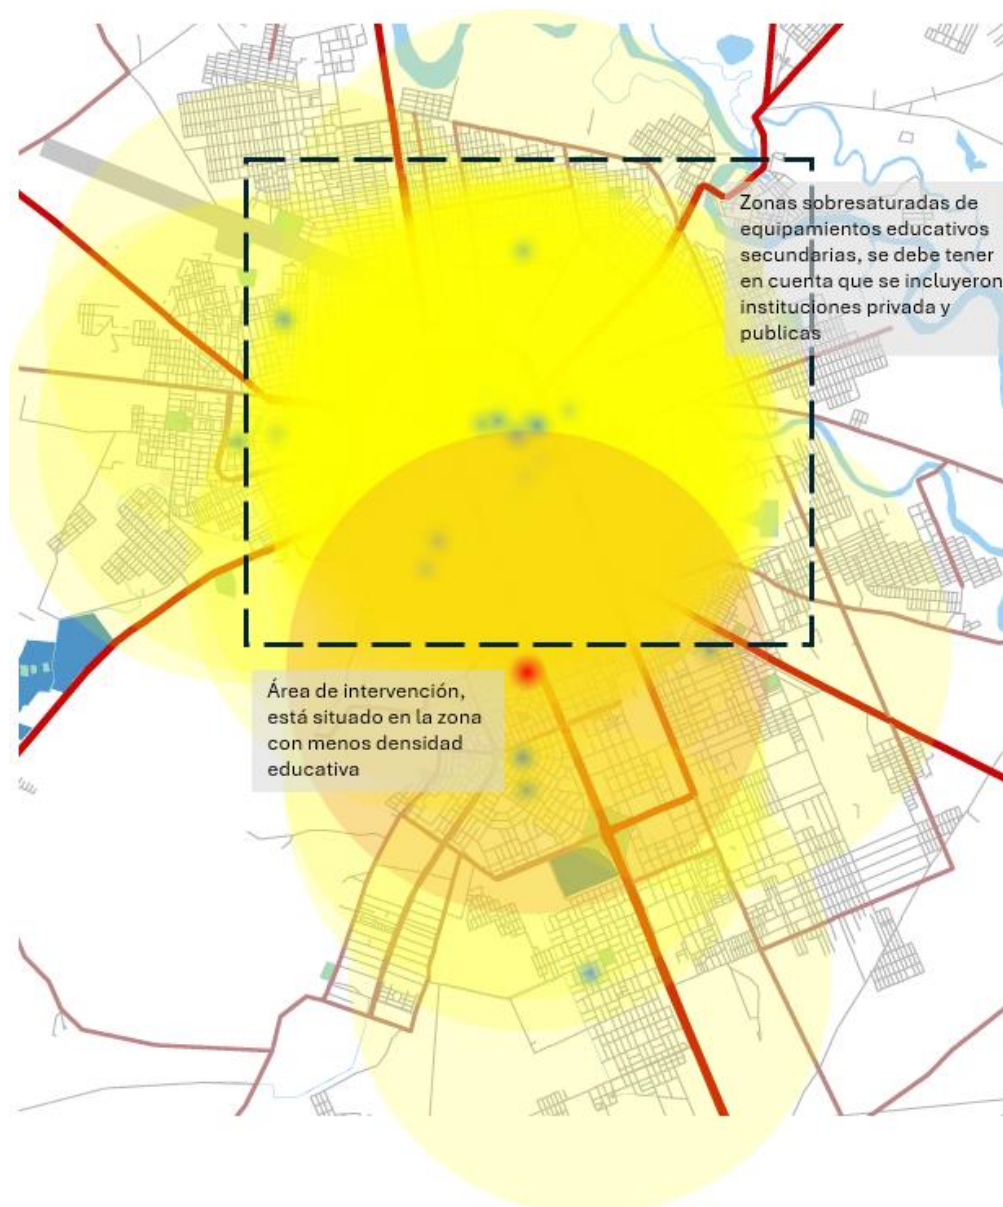 Zonas sobresaturadas de
equipamientos educativos
secundarias, se debe tener
en cuenta que se incluyeron
instituciones privada y
publicas
Área de intervención,
está situado en la zona
con menos densidad
educativa